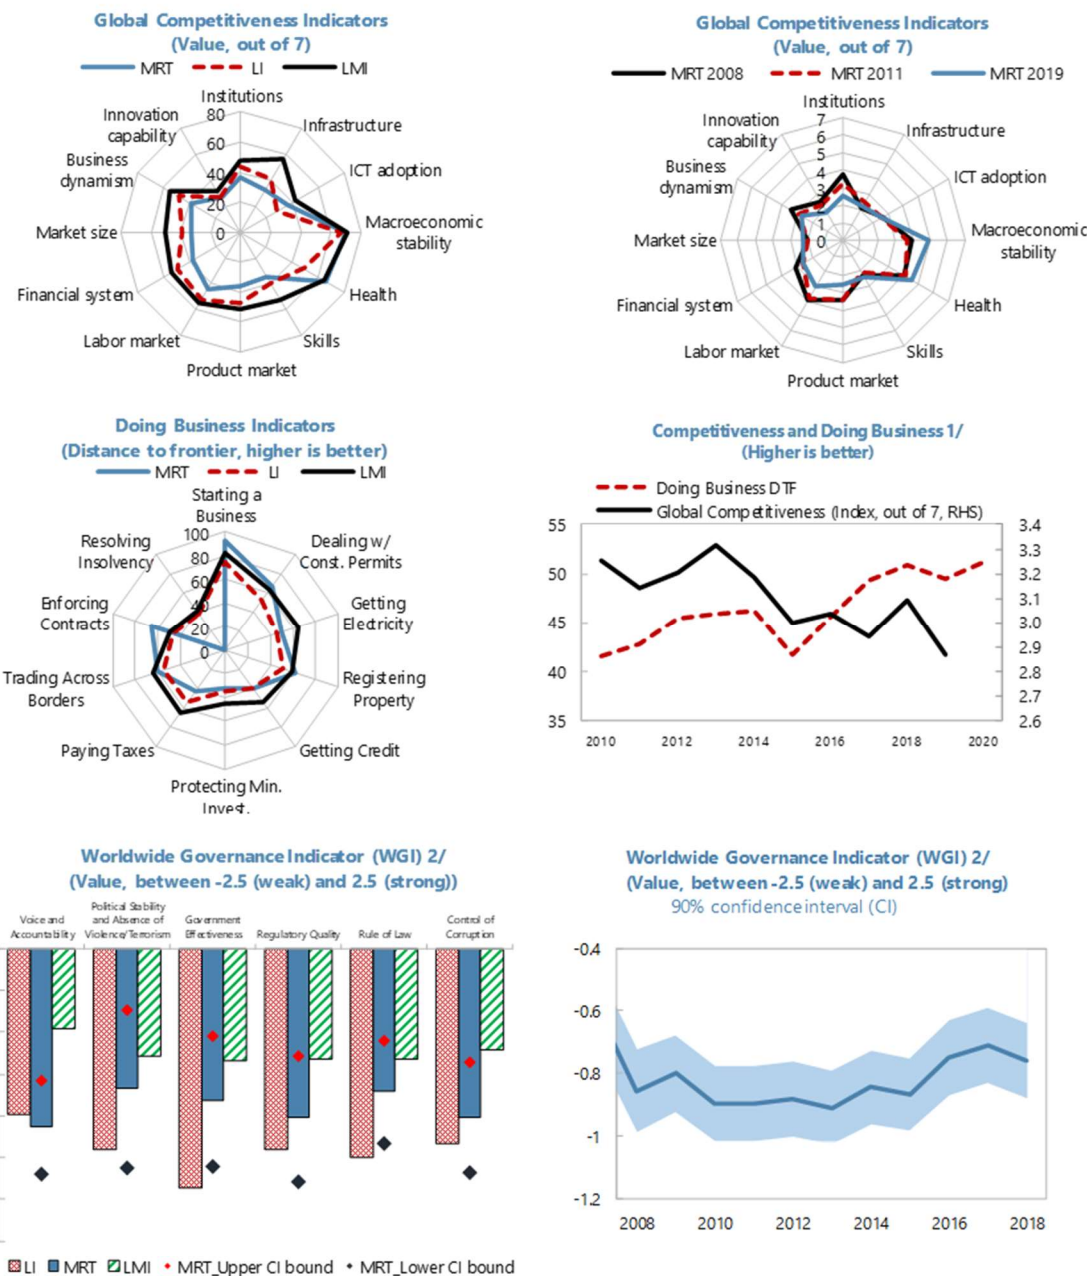 Global Competitiveness Indicators
(Value, out of 7)
MRT LI LMI
Institutions
Infrastructure
ICT adoption
Macroeconomic
stability
Health
Skills
Product market
Labor market
Financial system
Market size
Business
dynamism
Innovation
capability
80
60
40
20
0
Global Competitiveness Indicators
(Value, out of 7)
MRT 2008 MRT 2011 MRT 2019
Institutions
Infrastructure
ICT adoption
Macroeconomic
stability
Health
Skills
Product market
Labor market
Financial system
Market size
Business
dynamism
Innovation
capability
7
6
5
4
3
2
1
0
Doing Business Indicators
(Distance to frontier, higher is better)
MRT LI LMI
Starting a
Business
Dealing w/
Const. Permits
Getting
Electricity
Registering
Property
Getting Credit
Protecting Min.
Invest.
Paying Taxes
Trading Across
Borders
Enforcing
Contracts
Resolving
Insolvency
100
80
60
40
20
0
Competitiveness and Doing Business 1/
(Higher is better)
Doing Business DTF
Global Competitiveness (Index, out of 7, RHS)
55
50
45
40
35
3.4
3.3
3.2
3.1
3.0
2.9
2.8
2.7
2.6
2010 2012 2014 2016 2018 2020
Worldwide Governance Indicator (WGI) 2/
(Value, between -2.5 (weak) and 2.5 (strong))
Voice and
Accountability
Political Stability
and Absence of
Violence/Terrorism
Government
Effectiveness
Regulatory Quality
Rule of Law
Control of
Corruption
LI MRT LMI MRT_Upper CI bound MRT_Lower CI bound
Worldwide Governance Indicator (WGI) 2/
(Value, between -2.5 (weak) and 2.5 (strong)
90% confidence interval (CI)
-0.4
-0.6
-0.8
-1
-1.2
2008 2010 2012 2014 2016 2018